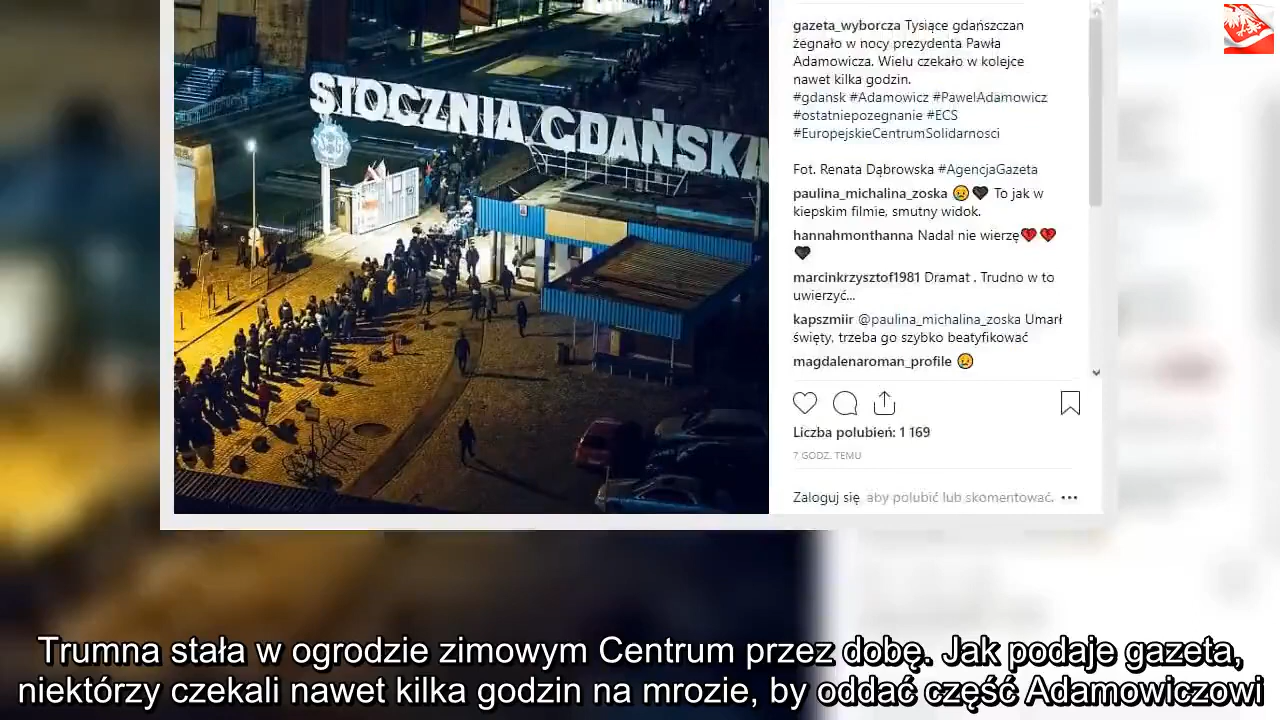 STOCZNIA GDAŃSKA
gazeta_wyborcza Tysiące gdańszczan
żegnało w nocy prezydenta Pawła
Adamowicza. Wielu czekało w kolejce
nawet kilka godzin.
#gdansk #Adamowicz #PawelAdamowicz
#ostatniepozegnanie #ECS
#EuropejskieCentrumSolidarnosci
Fot. Renata Dąbrowska #AgencjaGazeta
paulina_michalina_zoska 😢🖤 To jak w
kiepskim filmie, smutny widok.
hannahmonthanna Nadal nie wierzę💔💔
🖤
marcinkrzysztof1981 Dramat . Trudno w to
uwierzyć...
kapszmiir @paulina_michalina_zoska Umarł
święty, trzeba go szybko beatyfikować
magdalenaroman_profile 😢
Liczba polubień: 1 169
7 GODZ. TEMU
Zaloguj się aby polubić lub skomentować. •••
Trumna stała w ogrodzie zimowym Centrum przez dobę. Jak podaje gazeta,
niektórzy czekali nawet kilka godzin na mrozie, by oddać cześć Adamowiczowi